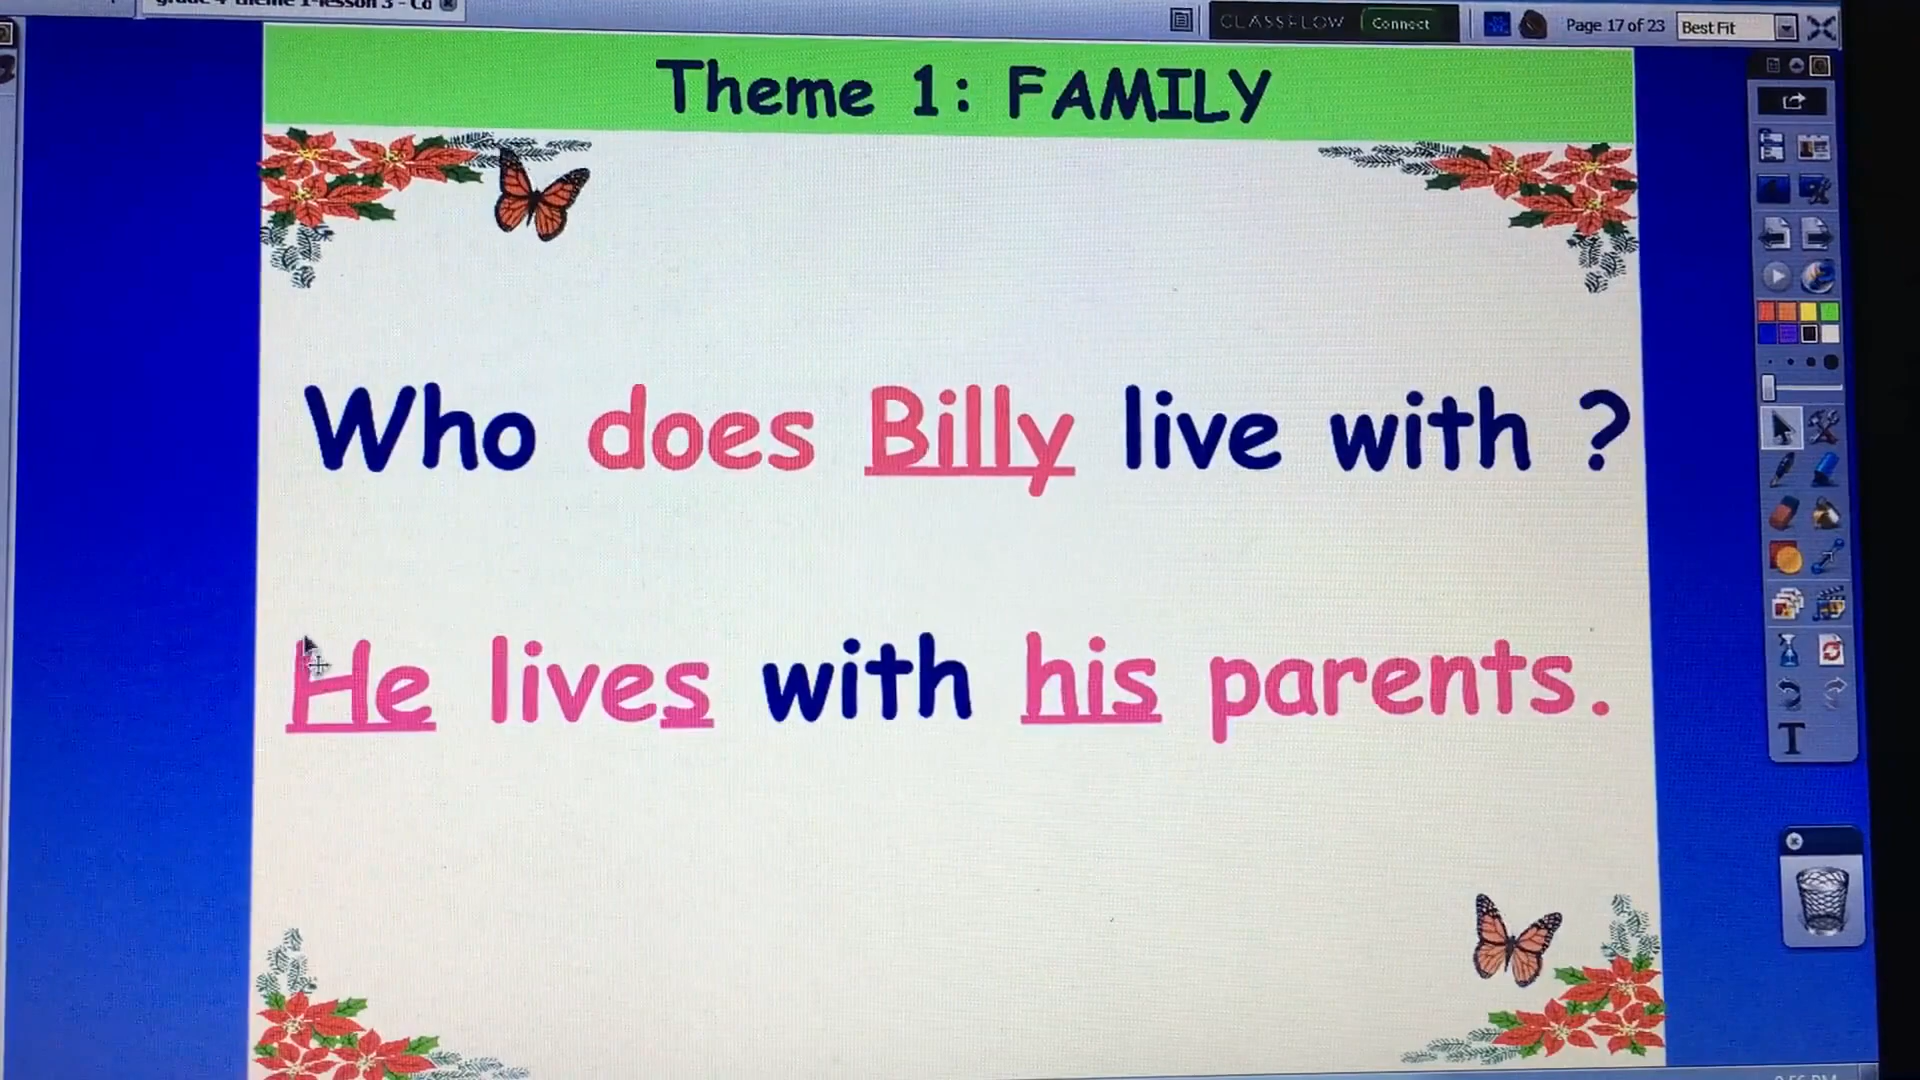 CLASSFLOW Connect
Page 17 of 23
Best Fit
Theme 1: FAMILY
Who does Billy live with ?
He lives with his parents.
T